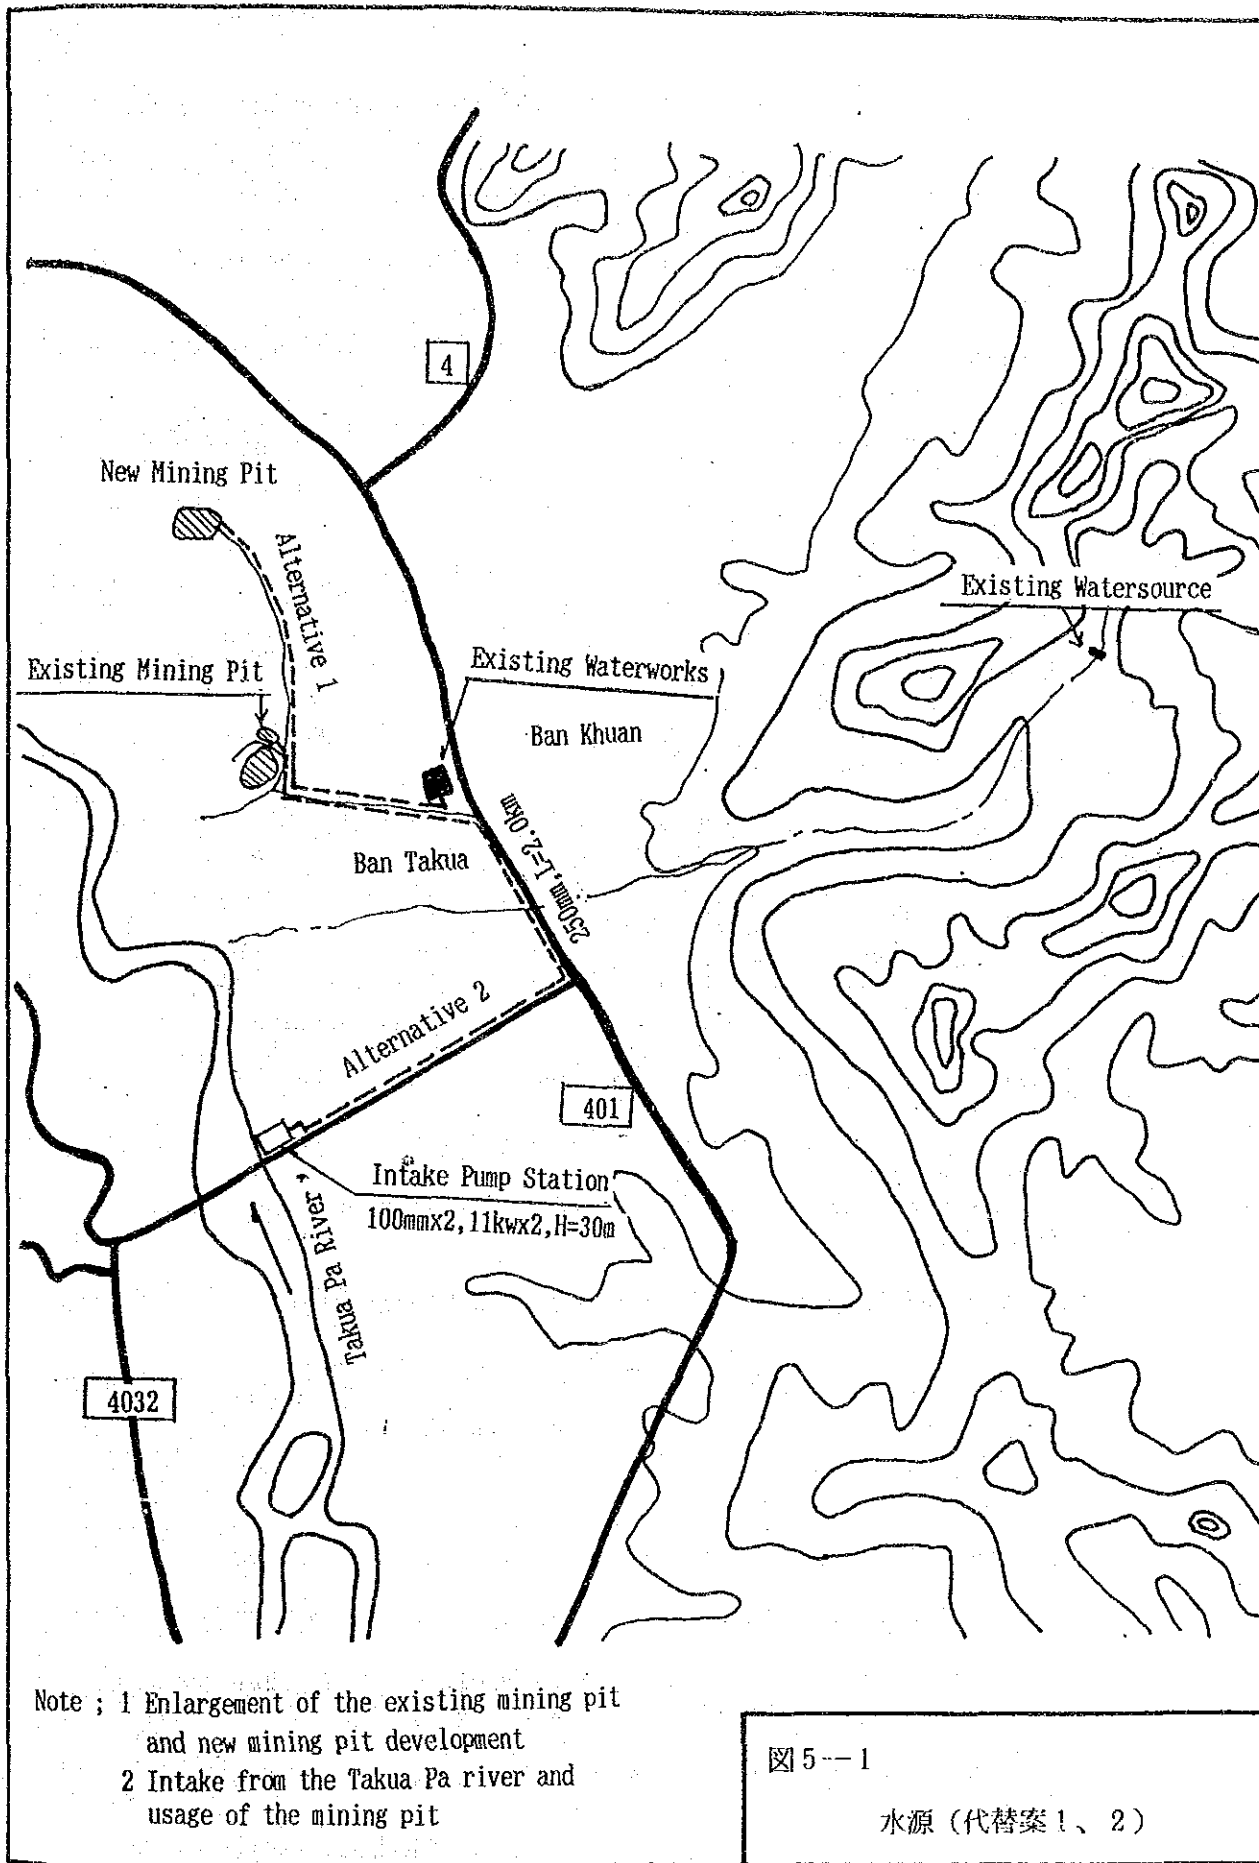 4
New Mining Pit
Alternative 1
Existing Watersource
Existing Mining Pit
Existing Waterworks
Ban Khuan
250mm, L=2.0km
Ban Takua
Alternative 2
401
Intake Pump Station
100mmx2, 11kwx2, H=30m
Takua Pa River
4032
Note ; 1 Enlargement of the existing mining pit
and new mining pit development
2 Intake from the Takua Pa river and
usage of the mining pit
図5--1
水源（代替案1、2）